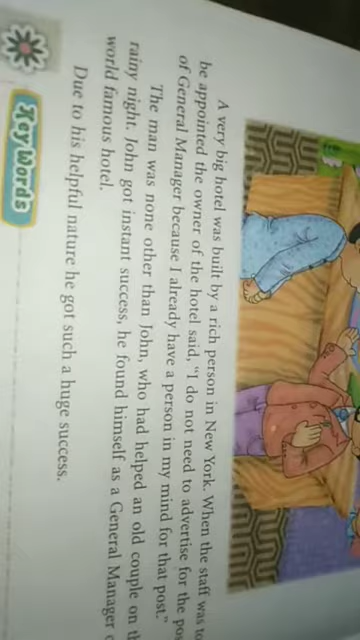 A very big hotel was built by a rich person in New York. When the staff was to
be appointed the owner of the hotel said, "I do not need to advertise for the
of General Manager because I already have a person in my mind for that post."
The man was none other than John, who had helped an old couple on
rainy night. John got instant success, he found himself as a General Manager
world famous hotel.
Due to his helpful nature he got such a huge success.
Key Words